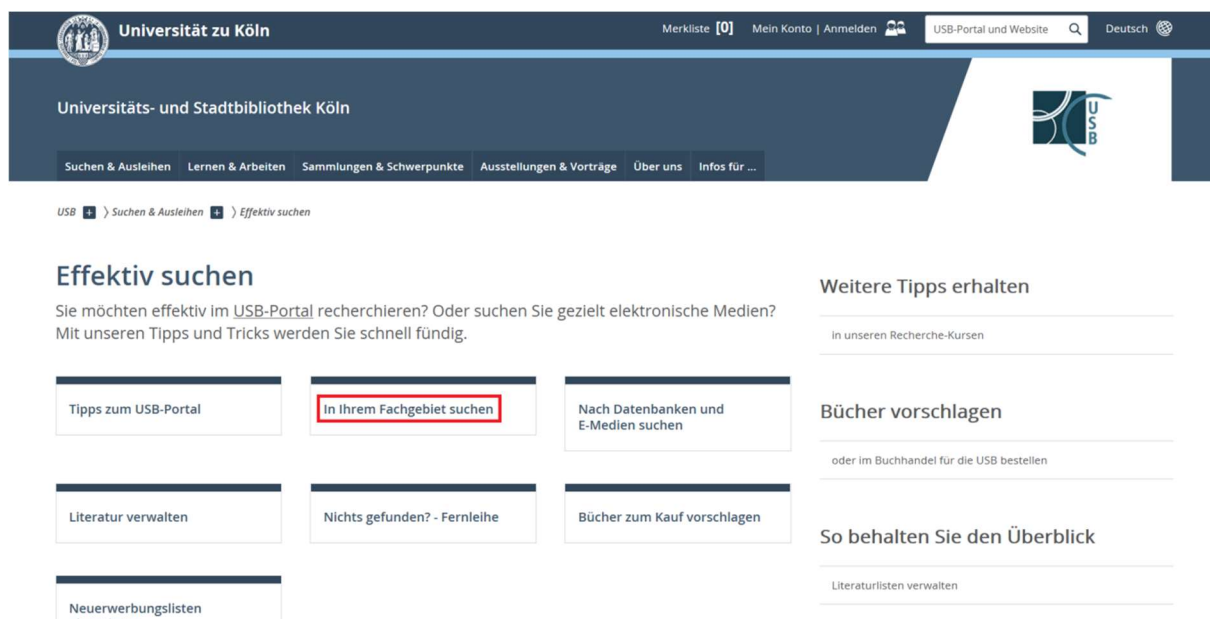 Universität zu Köln
Merkliste [0] Mein Konto | Anmelden
USB-Portal und Website
Deutsch
Universitäts- und Stadtbibliothek Köln
USB
Suchen & Ausleihen Lernen & Arbeiten Sammlungen & Schwerpunkte Ausstellungen & Vorträge Über uns Infos für ...
USB + 〉Suchen & Ausleihen + 〉Effektiv suchen
Effektiv suchen
Sie möchten effektiv im USB-Portal recherchieren? Oder suchen Sie gezielt elektronische Medien?
Mit unseren Tipps und Tricks werden Sie schnell fündig.
Tipps zum USB-Portal
In Ihrem Fachgebiet suchen
Nach Datenbanken und
E-Medien suchen
Literatur verwalten
Nichts gefunden? - Fernleihe
Bücher zum Kauf vorschlagen
Neuerwerbungslisten
Weitere Tipps erhalten
in unseren Recherche-Kursen
Bücher vorschlagen
oder im Buchhandel für die USB bestellen
So behalten Sie den Überblick
Literaturlisten verwalten